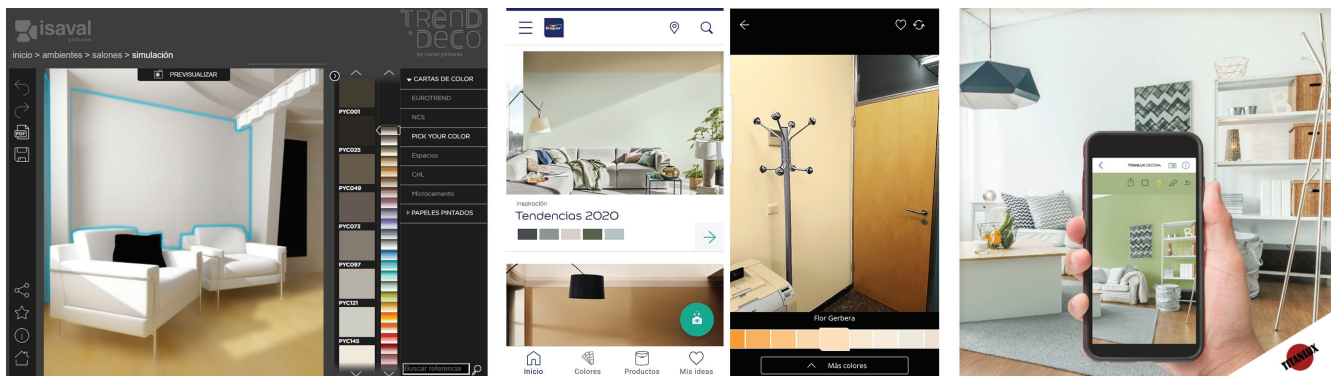 isaval
pinturas
TREND
DECO
by isaval pinturas
inicio > ambientes > salones > simulación
PREVISUALIZAR
PDF
PYC001
PYC025
PYC049
PYC073
PYC097
PYC121
PYC145
CARTAS DE COLOR
EUROTREND
NCS
PICK YOUR COLOR
Espacios
CHL
Microcemento
PAPELES PINTADOS
Buscar referencia
Bruguer
Inspiración
Tendencias 2020
Inicio
Colores
Productos
Mis ideas
Flor Gerbera
Más colores
TITANLUX DECORA
TITANLUX